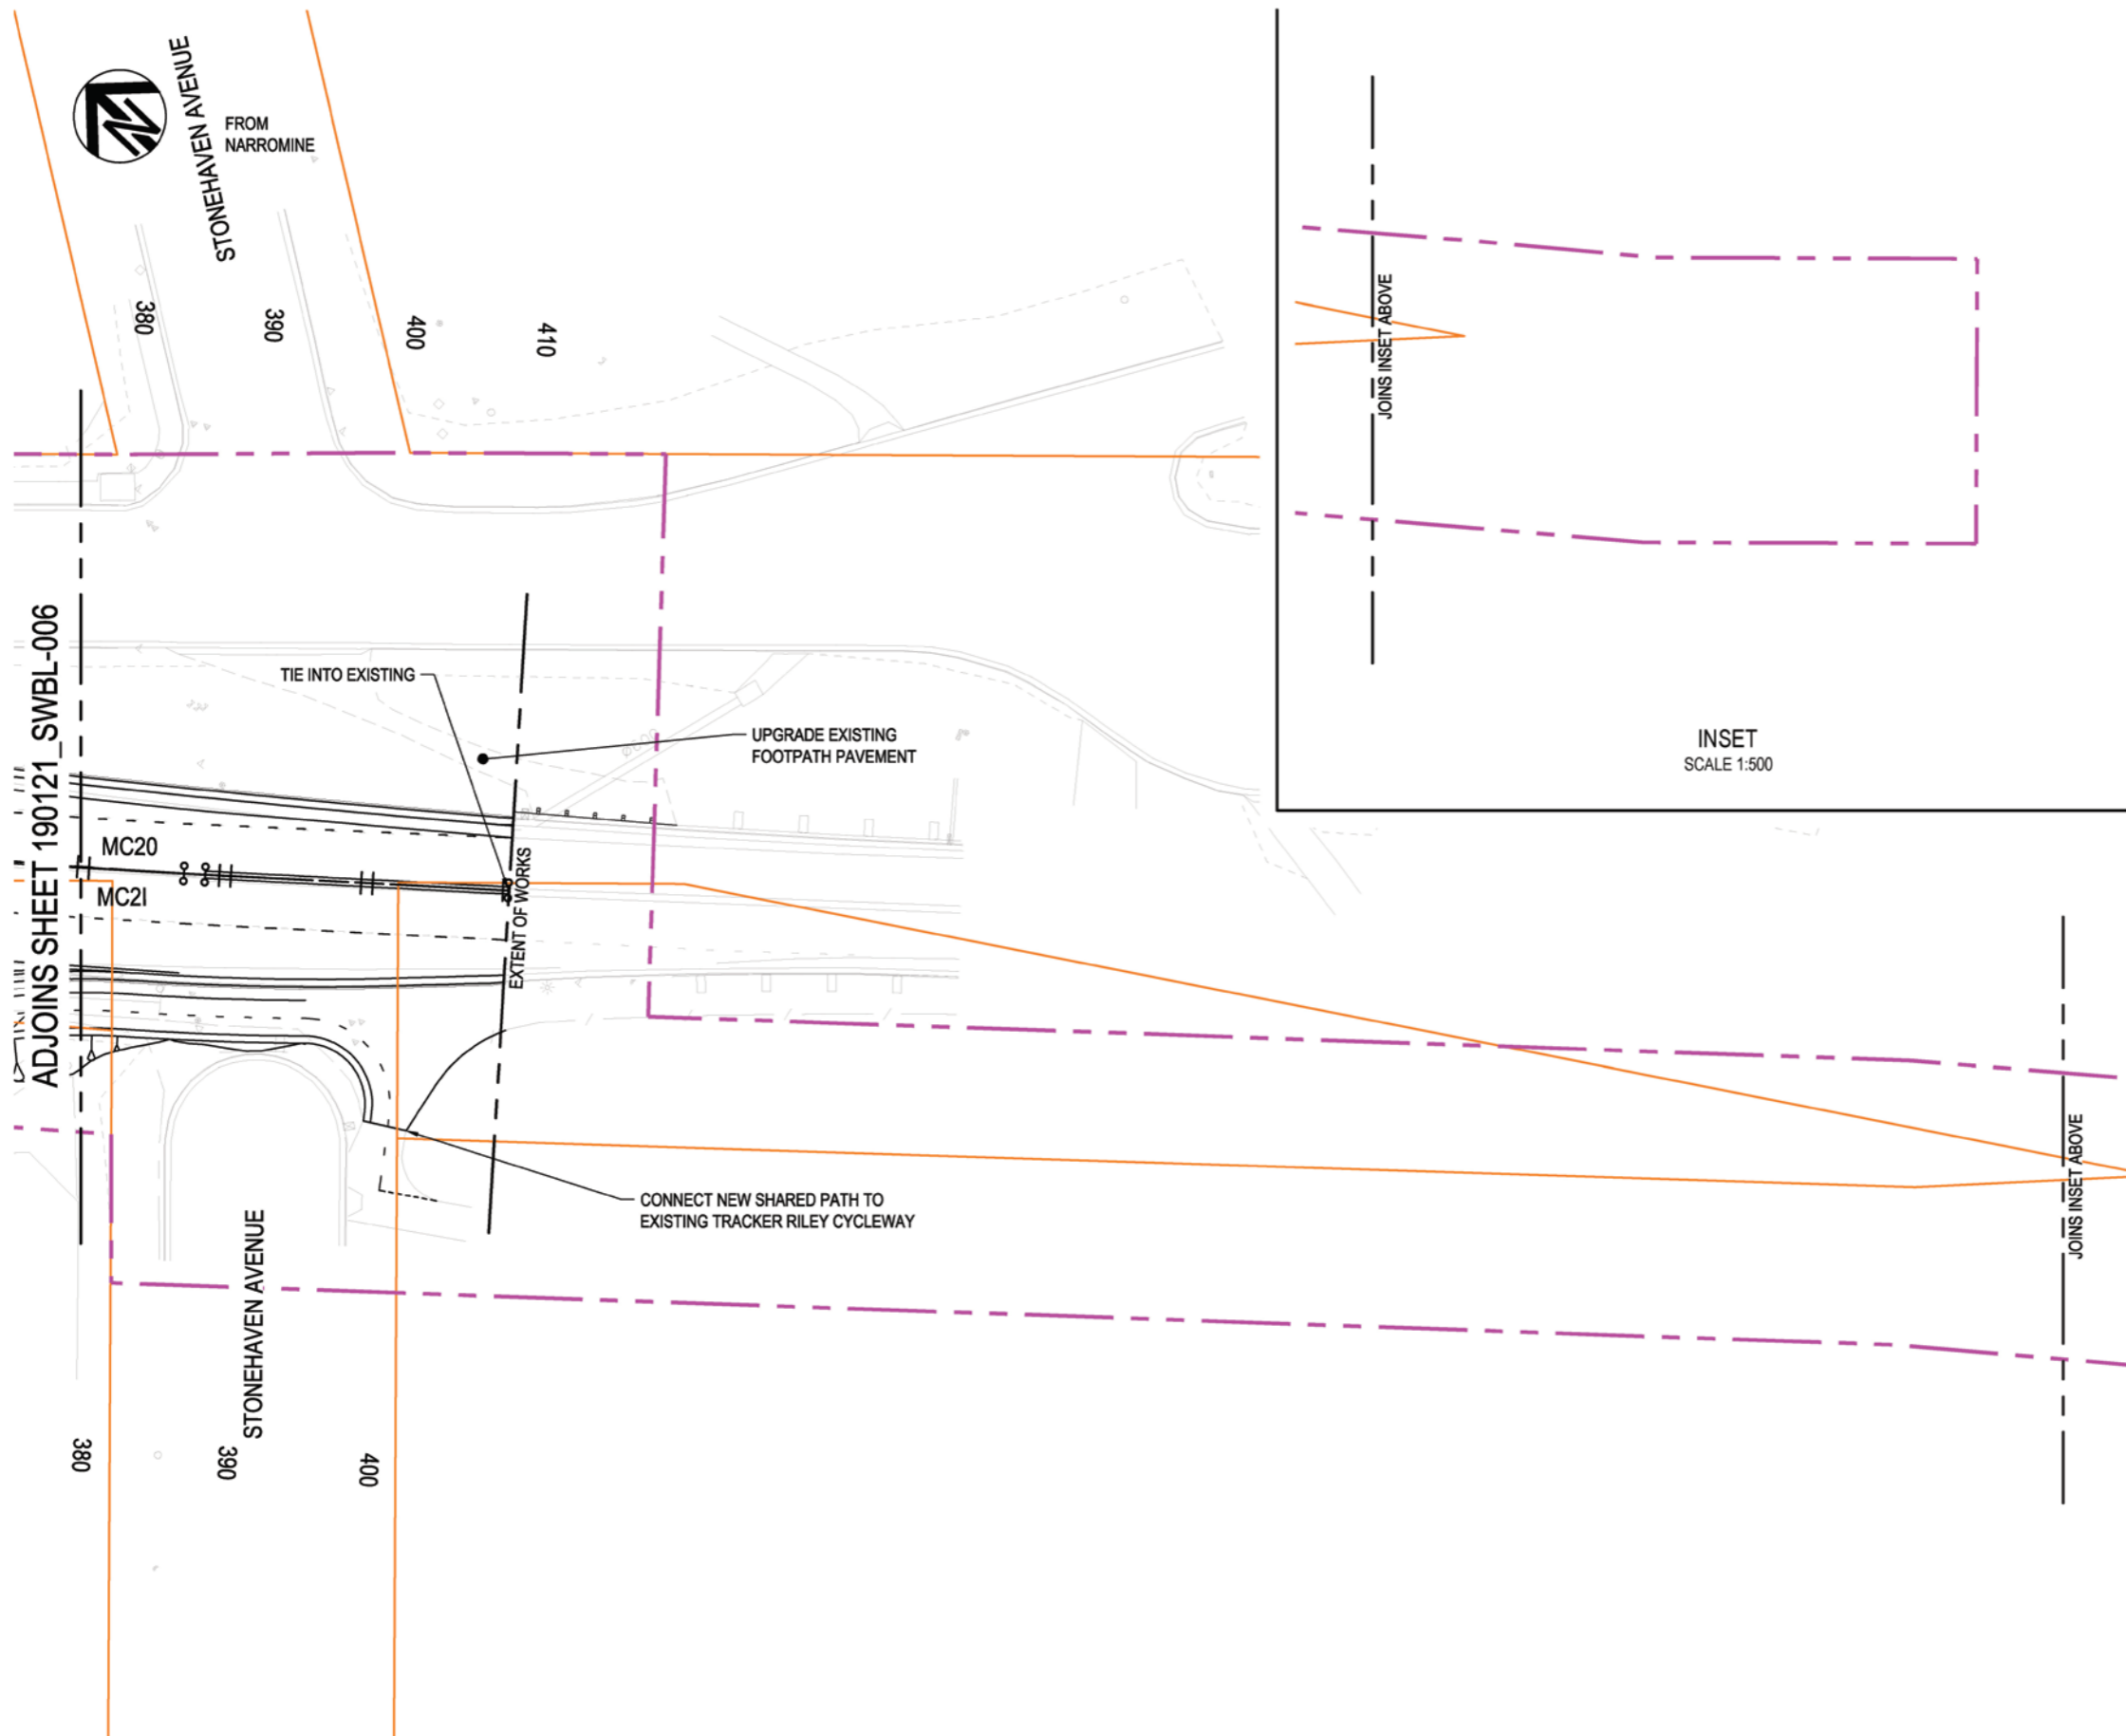 STONEHAVEN AVENUE
FROM
NARROMINE
380
390
400
410
JOINS INSET ABOVE
INSET
SCALE 1:500
ADJOINS SHEET 190121_SWBL-006
TIE INTO EXISTING
UPGRADE EXISTING
FOOTPATH PAVEMENT
MC20
MC2I
EXTENT OF WORKS
CONNECT NEW SHARED PATH TO
EXISTING TRACKER RILEY CYCLEWAY
JOINS INSET ABOVE
STONEHAVEN AVENUE
380
390
400